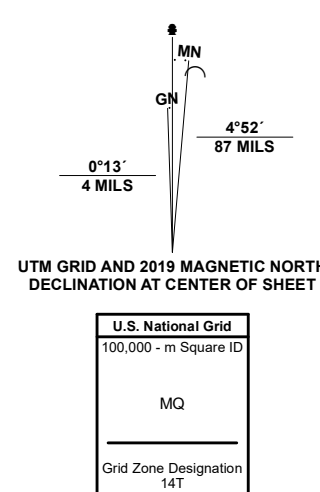 MN
GN
4°52´
87 MILS
0°13´
4 MILS
UTM GRID AND 2019 MAGNETIC NORTH
DECLINATION AT CENTER OF SHEET
U.S. National Grid
100,000 - m Square ID
MQ
Grid Zone Designation
14T